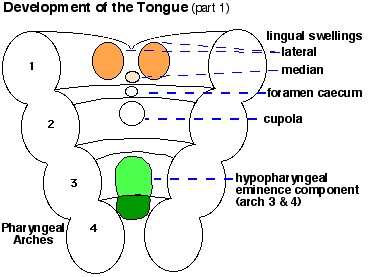 Development of the Tongue (part 1)
lingual swellings
lateral
median
foramen caecum
cupola
hypopharyngeal
eminence component
(arch 3 & 4)
1
2
3
4
Pharyngeal
Arches